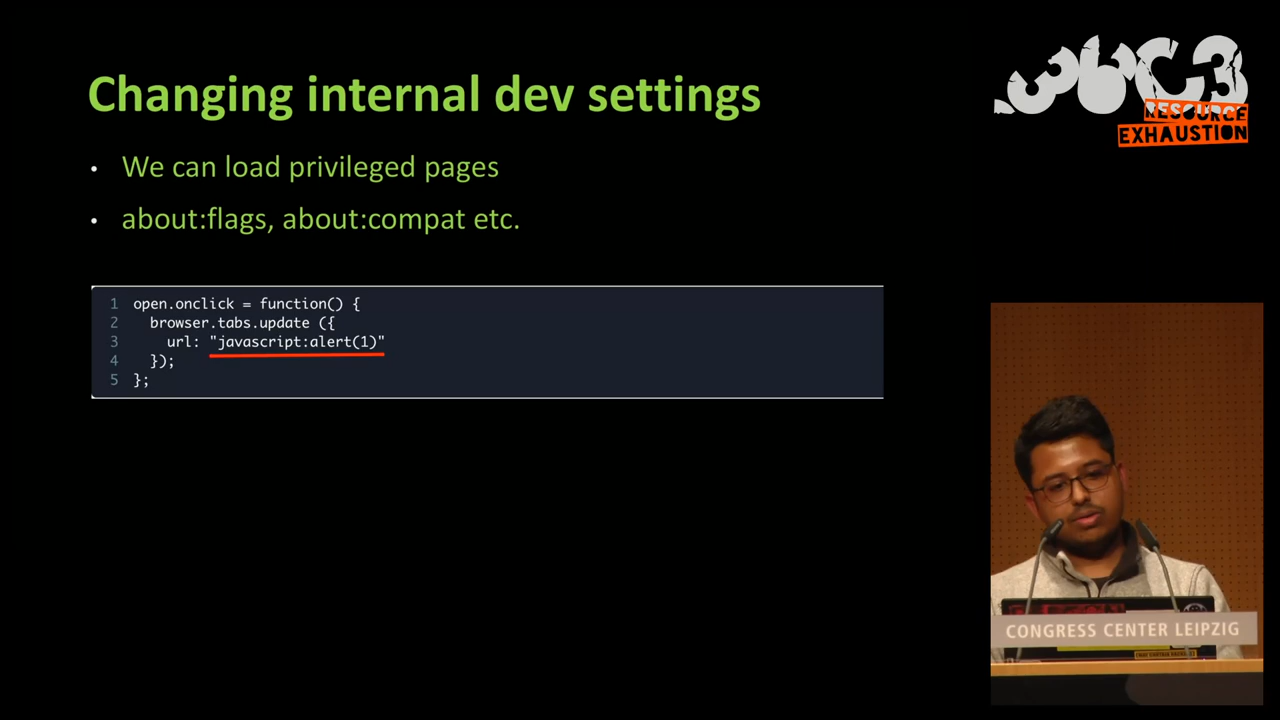 Changing internal dev settings
• We can load privileged pages
• about:flags, about:compat etc.
1 open.onclick = function() {
2 browser.tabs.update ({
3 url: "javascript:alert(1)"
4 });
5 };
36C3
RESOURCE
EXHAUSTION
CONGRESS CENTER LEIPZIG